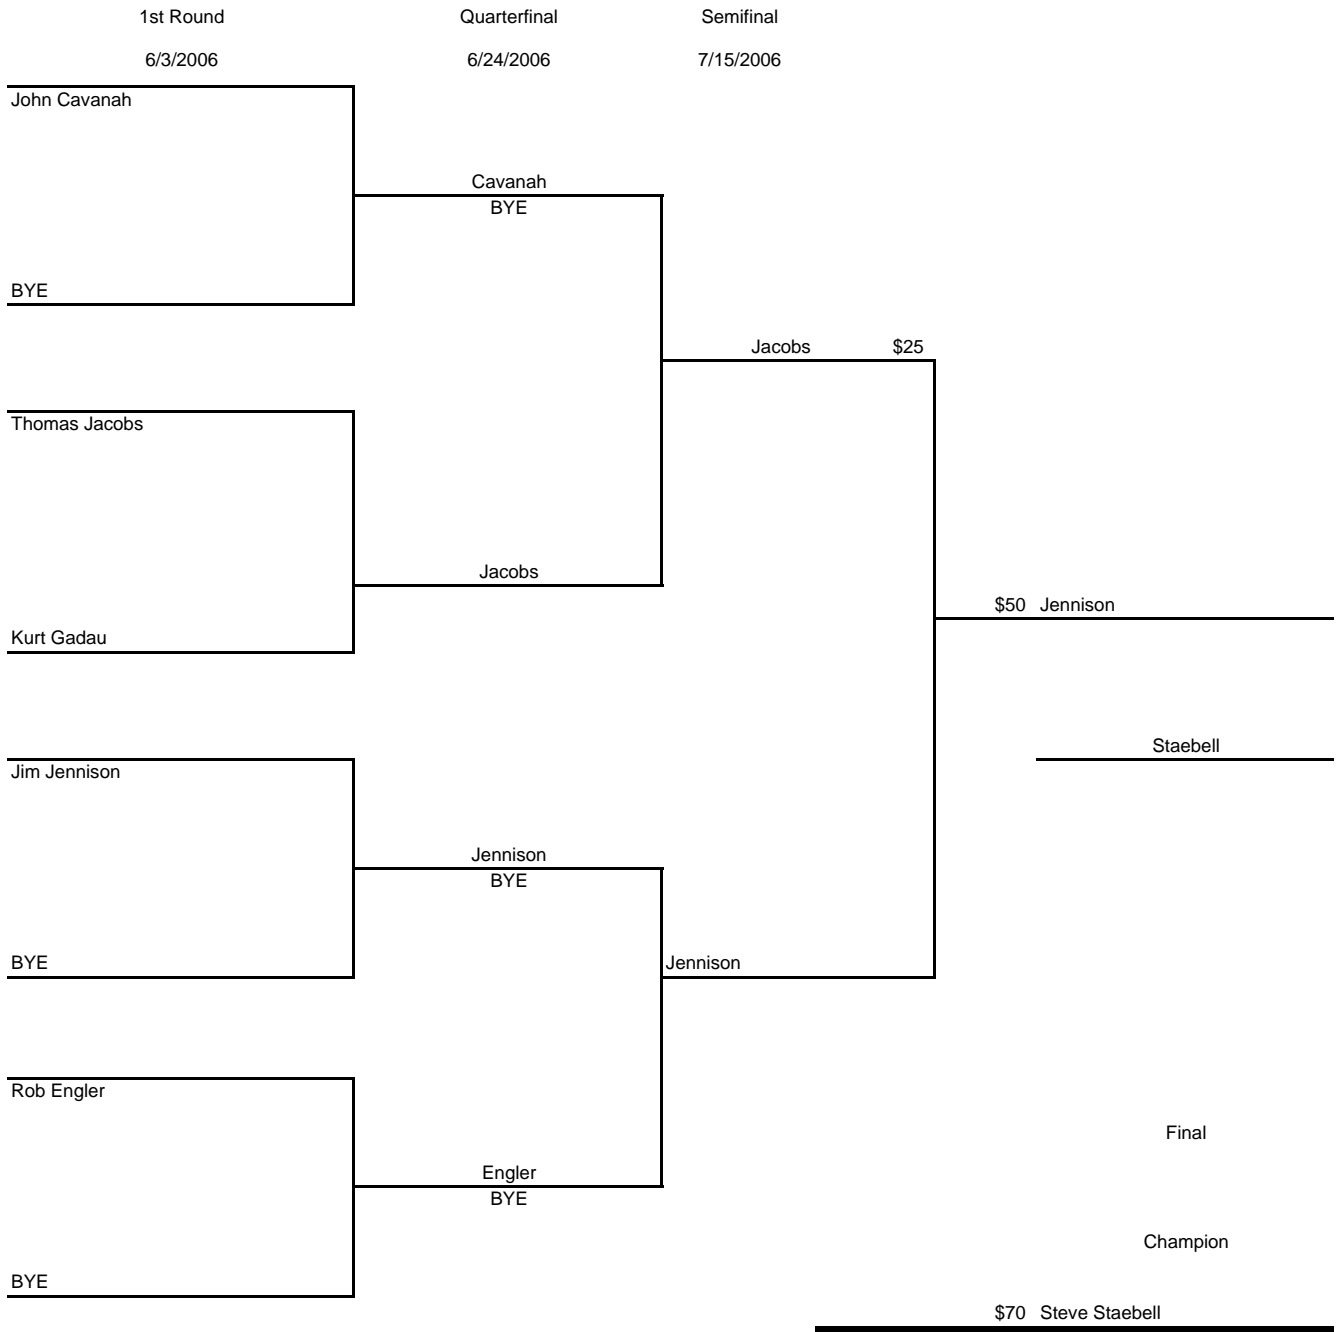 1st Round Quarterfinal Semifinal
6/3/2006 6/24/2006 7/15/2006
John Cavanah
Cavanah
BYE
BYE
Jacobs $25
Thomas Jacobs
Jacobs
$50 Jennison
Kurt Gadau
Staebell
Jim Jennison
Jennison
BYE
BYE
Jennison
Rob Engler
Final
Engler
BYE
Champion
BYE
$70 Steve Staebell